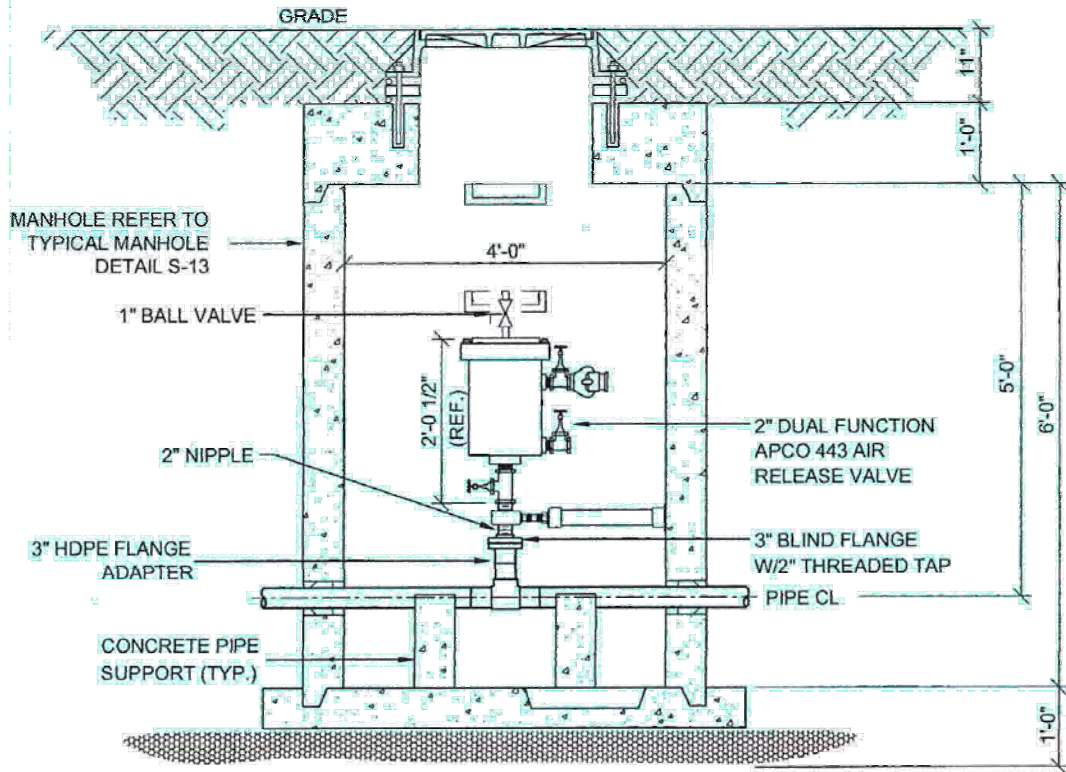 GRADE
11"
1'-0"
MANHOLE REFER TO
TYPICAL MANHOLE
DETAIL S-13
4'-0"
1" BALL VALVE
5'-0"
6'-0"
2'-0 1/2"
(REF.)
2" DUAL FUNCTION
APCO 443 AIR
RELEASE VALVE
2" NIPPLE
3" BLIND FLANGE
W/2" THREADED TAP
3" HDPE FLANGE
ADAPTER
PIPE CL
CONCRETE PIPE
SUPPORT (TYP.)
1'-0"